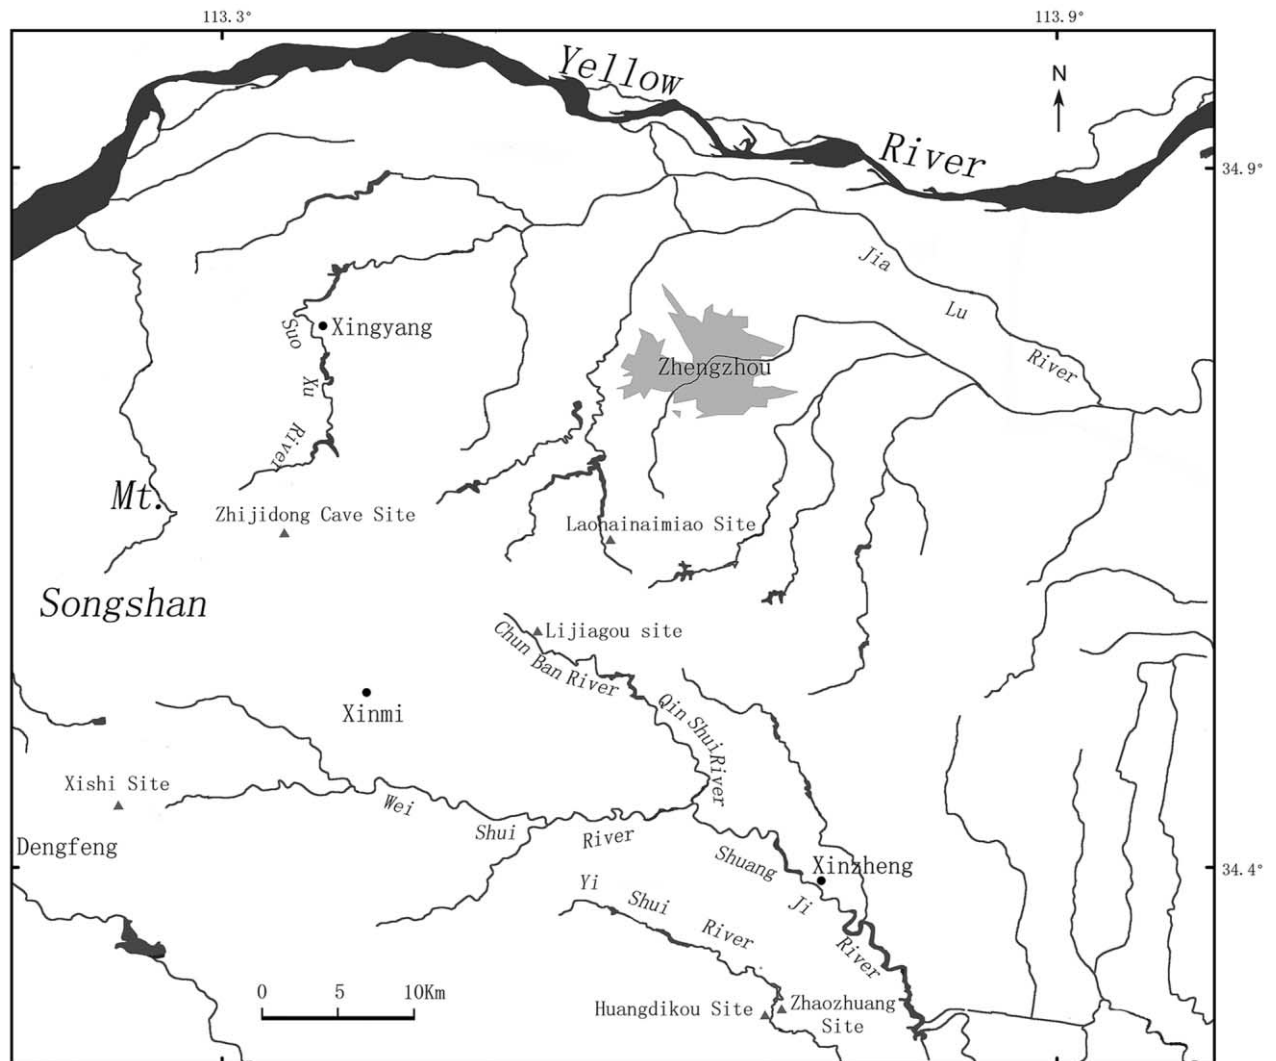 113.3°
113.9°
Yellow
N
River
34.9°
Jia
Lu
River
Suo
Xingyang
Xu
River
Zhengzhou
Mt.
Zhijidong Cave Site
Laonainaimiao Site
Songshan
Lijiagou site
Chun Ban River
Qin Shui River
Xinmi
Xishi Site
Wei
Shui
River
Dengfeng
Shuang
Xinzheng
34.4°
Yi
Shui
River
Ji
River
0 5 10Km
Huangdikou Site
Zhaozhuang
Site